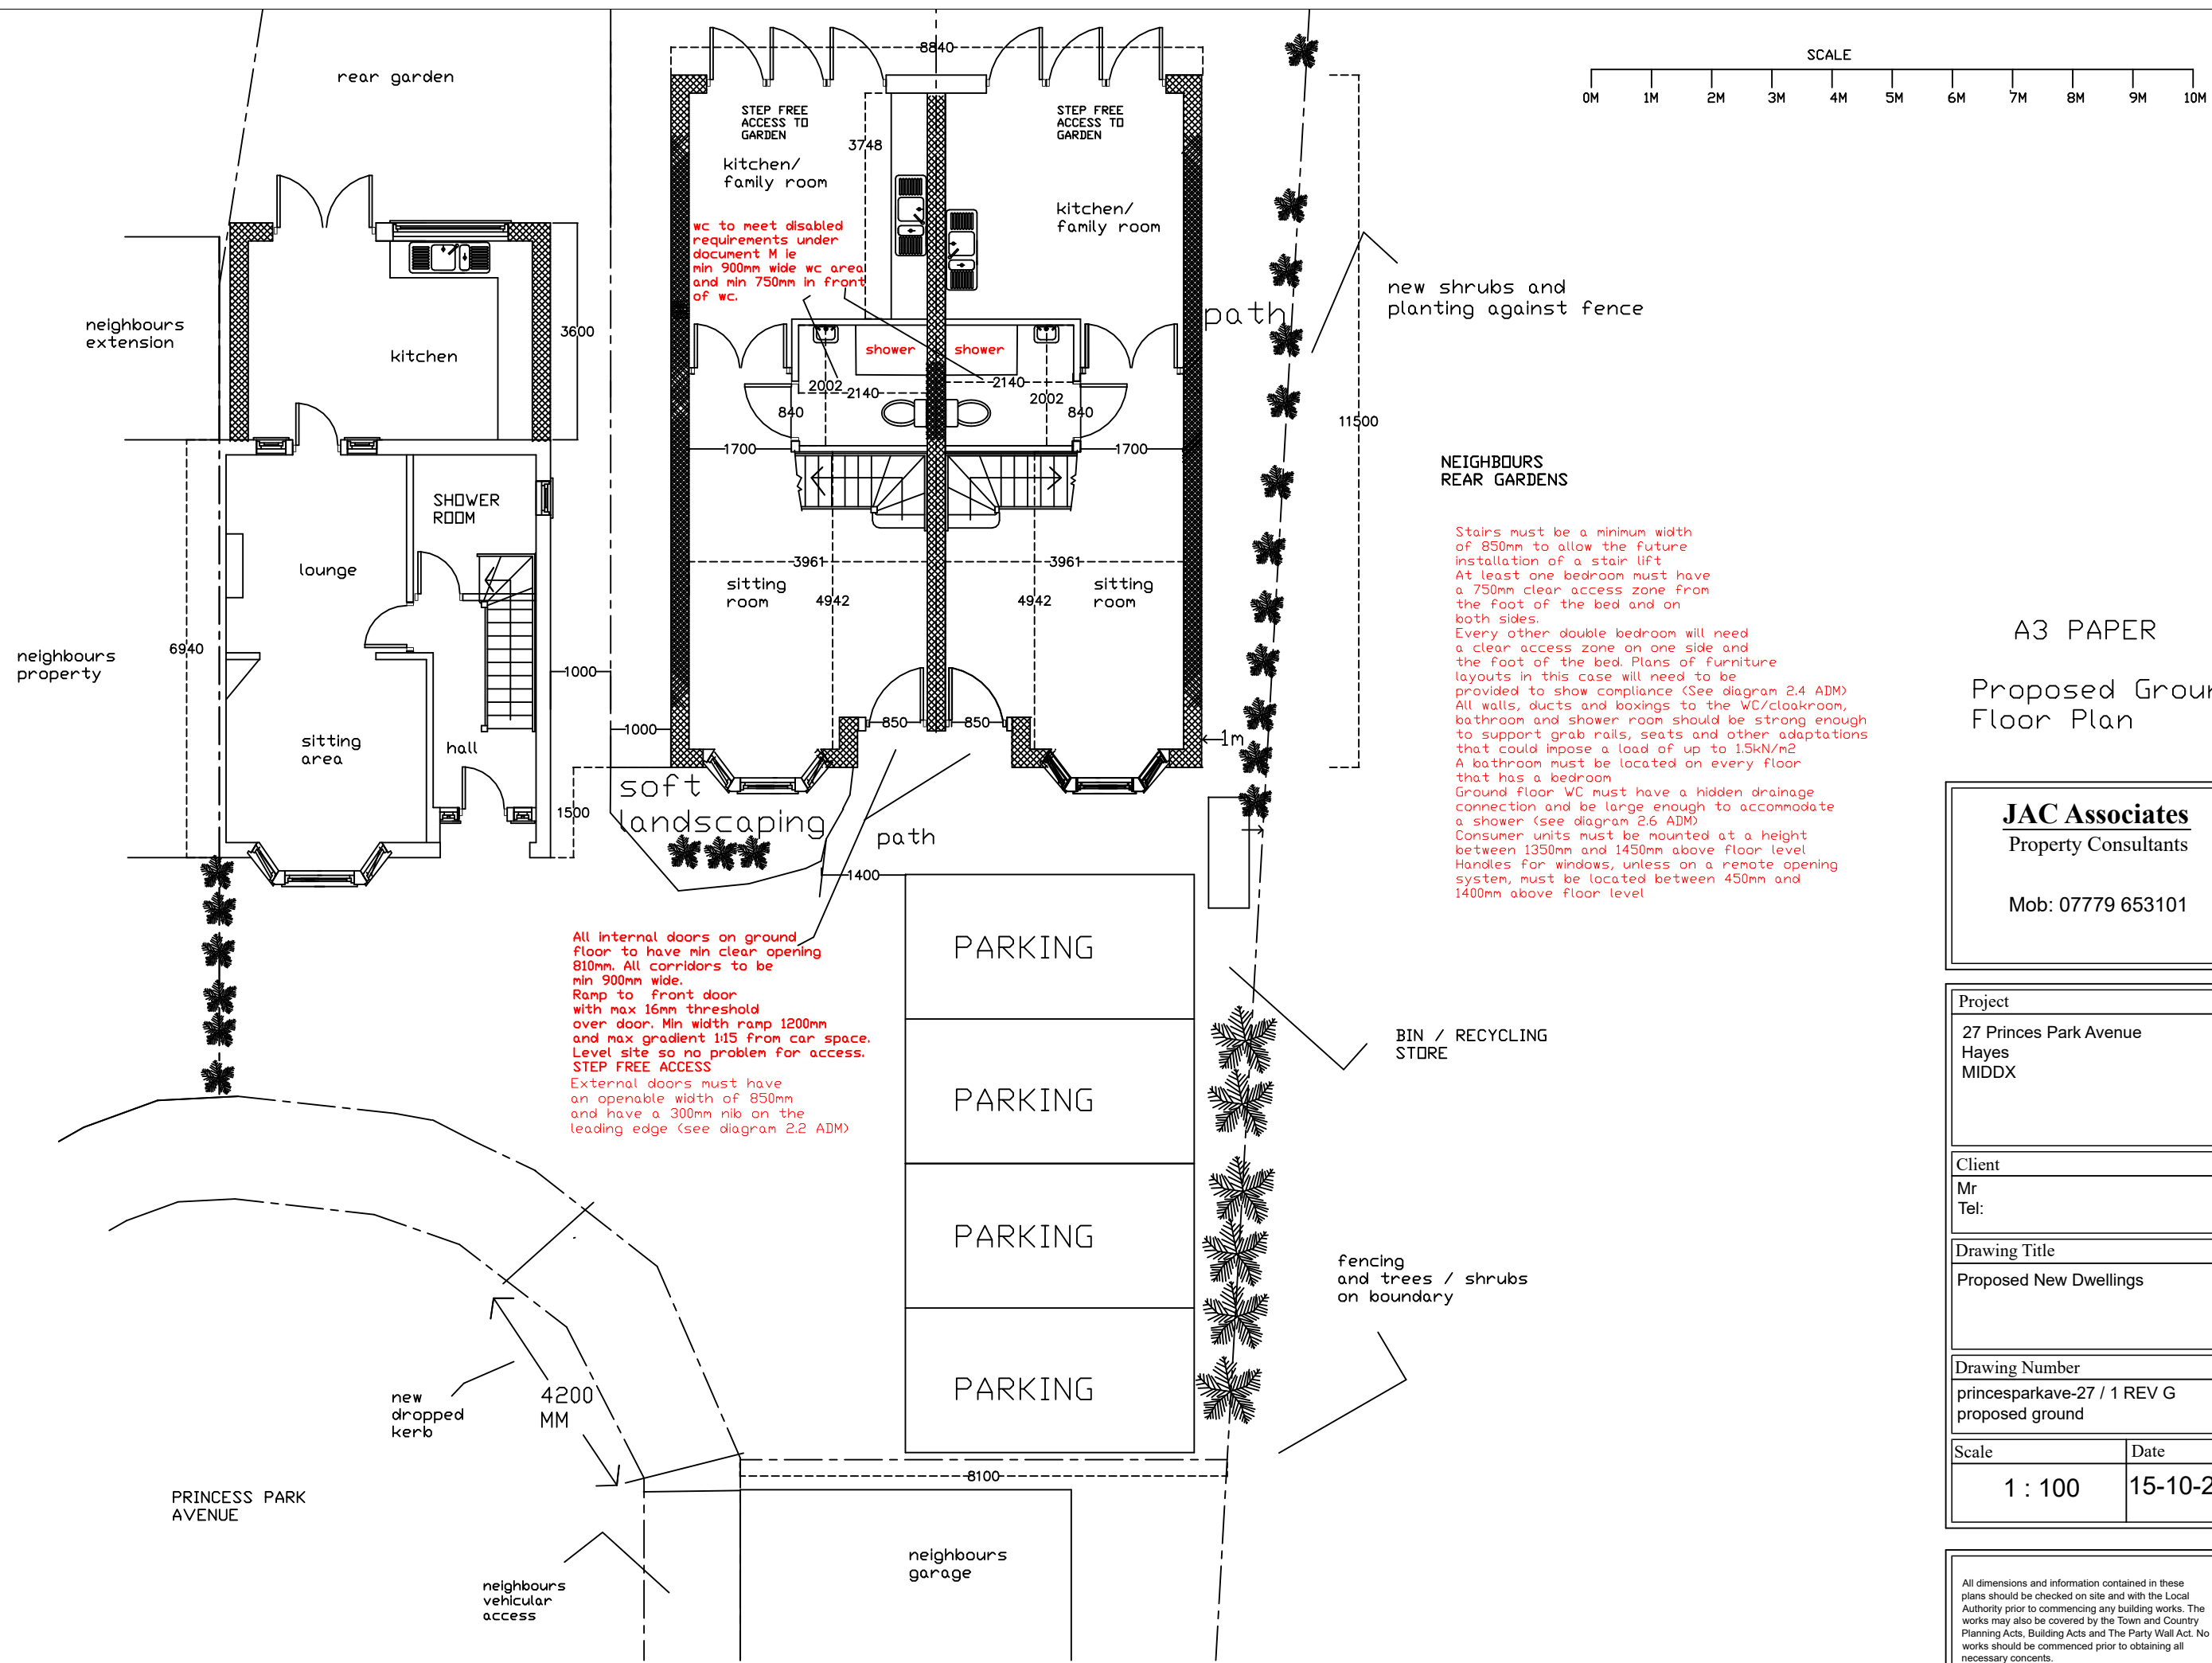 rear garden
8840
SCALE
0M 1M 2M 3M 4M 5M 6M 7M 8M 9M 10M
STEP FREE
ACCESS TO
GARDEN
3748
kitchen/
family room
STEP FREE
ACCESS TO
GARDEN
kitchen/
family room
wc to meet disabled
requirements under
document M ie
min 900mm wide wc area
and min 750mm in front
of wc.
neighbours
extension
kitchen
3600
path
new shrubs and
planting against fence
shower
shower
2002
2140
840
2140
2002
840
1700
1700
11500
NEIGHBOURS
REAR GARDENS
SHOWER
ROOM
lounge
neighbours
property
6940
sitting
area
hall
1000
1000
1500
3961
sitting
room
4942
3961
4942
sitting
room
850
850
1m
Stairs must be a minimum width
of 850mm to allow the future
installation of a stair lift
At least one bedroom must have
a 750mm clear access zone from
the foot of the bed and on
both sides.
Every other double bedroom will need
a clear access zone on one side and
the foot of the bed. Plans of furniture
layouts in this case will need to be
provided to show compliance (See diagram 2.4 ADM)
All walls, ducts and boxings to the WC/cloakroom,
bathroom and shower room should be strong enough
to support grab rails, seats and other adaptations
that could impose a load of up to 1.5kN/m2
A bathroom must be located on every floor
that has a bedroom
Ground floor WC must have a hidden drainage
connection and be large enough to accommodate
a shower (see diagram 2.6 ADM)
Consumer units must be mounted at a height
between 1350mm and 1450mm above floor level
Handles for windows, unless on a remote opening
system, must be located between 450mm and
1400mm above floor level
soft
landscaping
path
1400
All internal doors on ground
floor to have min clear opening
810mm. All corridors to be
min 900mm wide.
Ramp to front door
with max 16mm threshold
over door. Min width ramp 1200mm
and max gradient 1:15 from car space.
Level site so no problem for access.
STEP FREE ACCESS
External doors must have
an openable width of 850mm
and have a 300mm nib on the
leading edge (see diagram 2.2 ADM)
PARKING
PARKING
PARKING
PARKING
BIN / RECYCLING
STORE
fencing
and trees / shrubs
on boundary
new
dropped
kerb
4200
MM
8100
PRINCESS PARK
AVENUE
neighbours
vehicular
access
neighbours
garage
A3 PAPER
Proposed Groun
Floor Plan
JAC Associates
Property Consultants
Mob: 07779 653101
Project
27 Princes Park Avenue
Hayes
MIDDX
Client
Mr
Tel:
Drawing Title
Proposed New Dwellings
Drawing Number
princesparkave-27 / 1 REV G
proposed ground
Scale
1 : 100
Date
15-10-2
All dimensions and information contained in these
plans should be checked on site and with the Local
Authority prior to commencing any building works. The
works may also be covered by the Town and Country
Planning Acts, Building Acts and The Party Wall Act. No
works should be commenced prior to obtaining all
necessary concents.